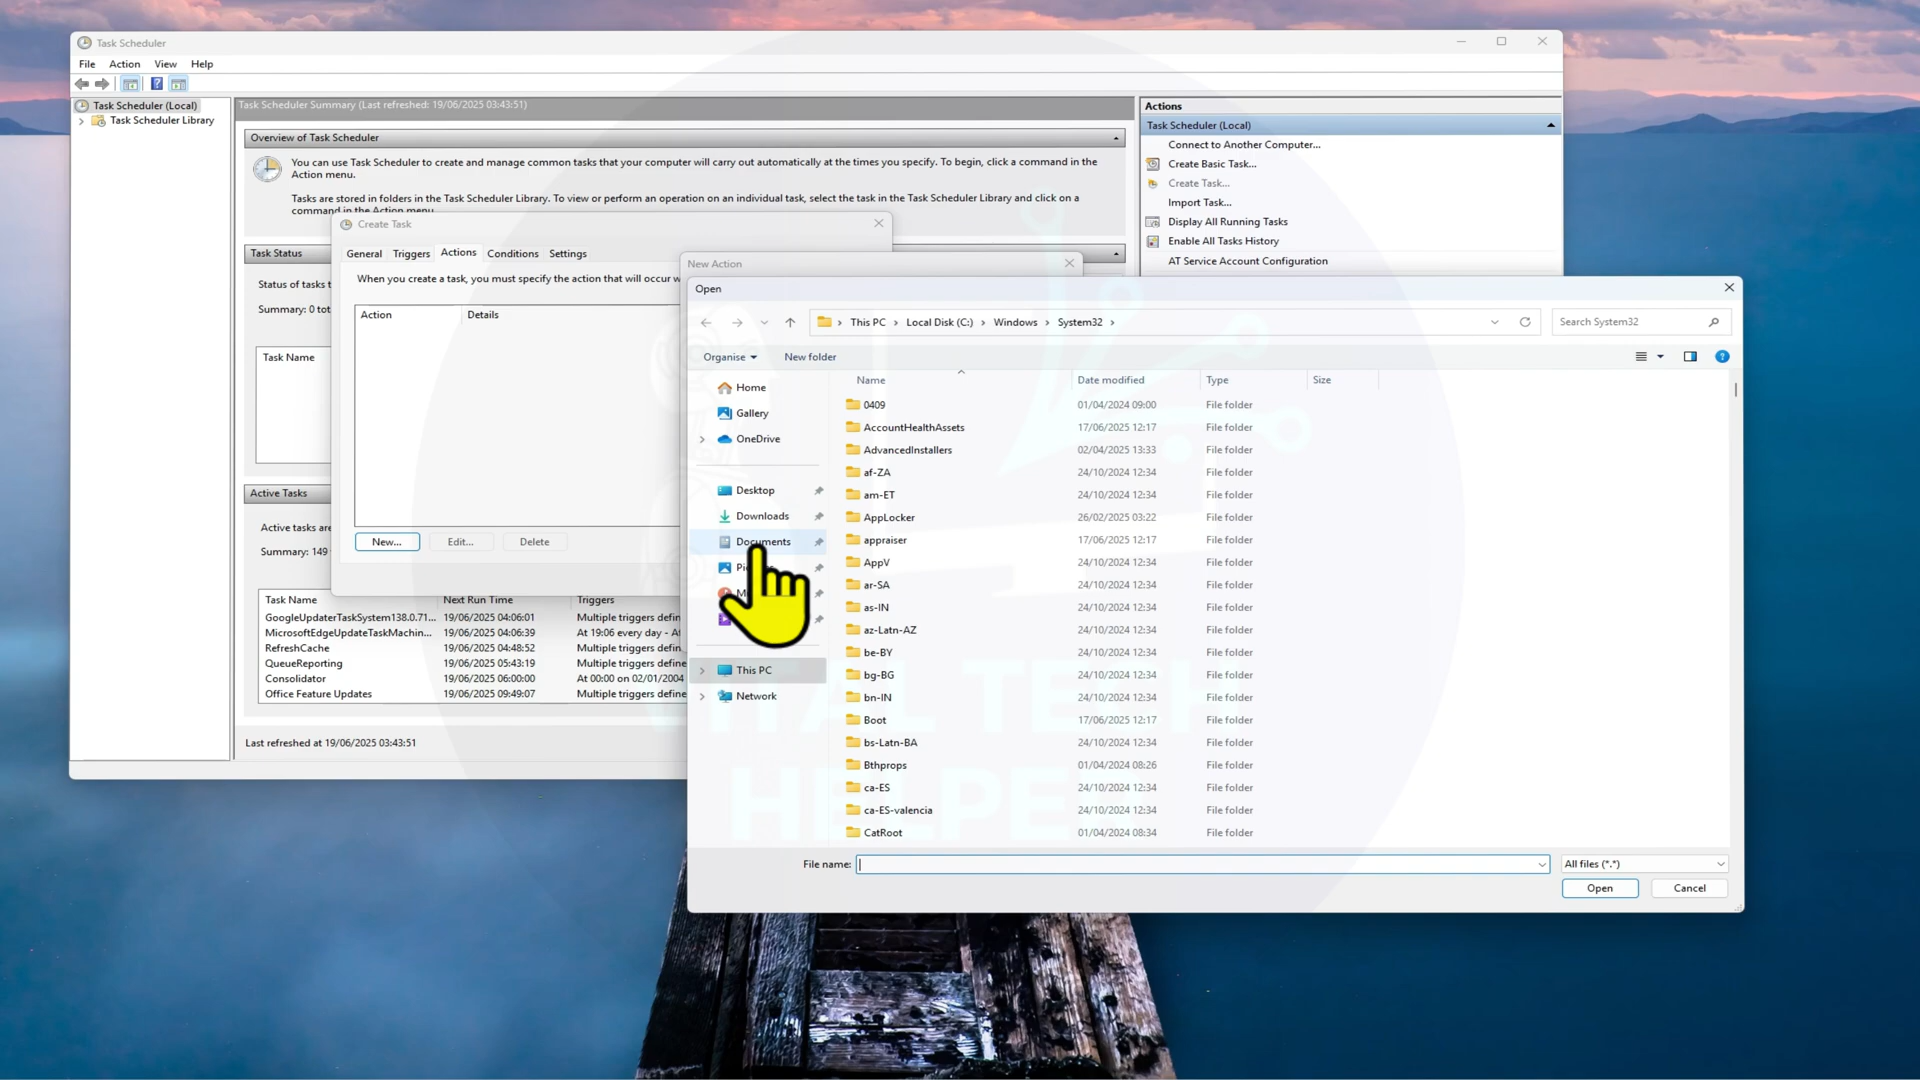 Task Scheduler
File Action View Help
Task Scheduler (Local)
Task Scheduler Library
Task Scheduler Summary (Last refreshed: 19/06/2025 03:43:51)
Overview of Task Scheduler
You can use Task Scheduler to create and manage common tasks that your computer will carry out automatically at the times you specify. To begin, click a command in the
Action menu.
Tasks are stored in folders in the Task Scheduler Library. To view or perform an operation on an individual task, select the task in the Task Scheduler Library and click on a
command in the Action menu.
Task Status
Status of tasks t
Summary: 0 tot
Task Name
Active Tasks
Active tasks are
Summary: 149
Task Name Next Run Time Triggers
GoogleUpdaterTaskSystem138.0.71... 19/06/2025 04:06:01 Multiple triggers defin
MicrosoftEdgeUpdateTaskMachin... 19/06/2025 04:06:39 At 19:06 every day - Af
RefreshCache 19/06/2025 04:48:52 Multiple triggers defin
QueueReporting 19/06/2025 05:43:19 Multiple triggers define
Consolidator 19/06/2025 06:00:00 At 00:00 on 02/01/2004
Office Feature Updates 19/06/2025 09:49:07 Multiple triggers define
Last refreshed at 19/06/2025 03:43:51
Actions
Task Scheduler (Local)
Connect to Another Computer...
Create Basic Task...
Create Task...
Import Task...
Display All Running Tasks
Enable All Tasks History
AT Service Account Configuration
Create Task
General Triggers Actions Conditions Settings
When you create a task, you must specify the action that will occur w
Action Details
New... Edit... Delete
New Action
Open
This PC Local Disk (C:) Windows System32
Search System32
Organise New folder
Home
Gallery
OneDrive
Desktop
Downloads
Documents
This PC
Network
Name Date modified Type Size
0409 01/04/2024 09:00 File folder
AccountHealthAssets 17/06/2025 12:17 File folder
AdvancedInstallers 02/04/2025 13:33 File folder
af-ZA 24/10/2024 12:34 File folder
am-ET 24/10/2024 12:34 File folder
AppLocker 26/02/2025 03:22 File folder
appraiser 17/06/2025 12:17 File folder
AppV 24/10/2024 12:34 File folder
ar-SA 24/10/2024 12:34 File folder
as-IN 24/10/2024 12:34 File folder
az-Latn-AZ 24/10/2024 12:34 File folder
be-BY 24/10/2024 12:34 File folder
bg-BG 24/10/2024 12:34 File folder
bn-IN 24/10/2024 12:34 File folder
Boot 17/06/2025 12:17 File folder
bs-Latn-BA 24/10/2024 12:34 File folder
Bthprops 01/04/2024 08:26 File folder
ca-ES 24/10/2024 12:34 File folder
ca-ES-valencia 24/10/2024 12:34 File folder
CatRoot 01/04/2024 08:34 File folder
File name:
All files (*.*)
Open Cancel
VITAL TECH
HELPER